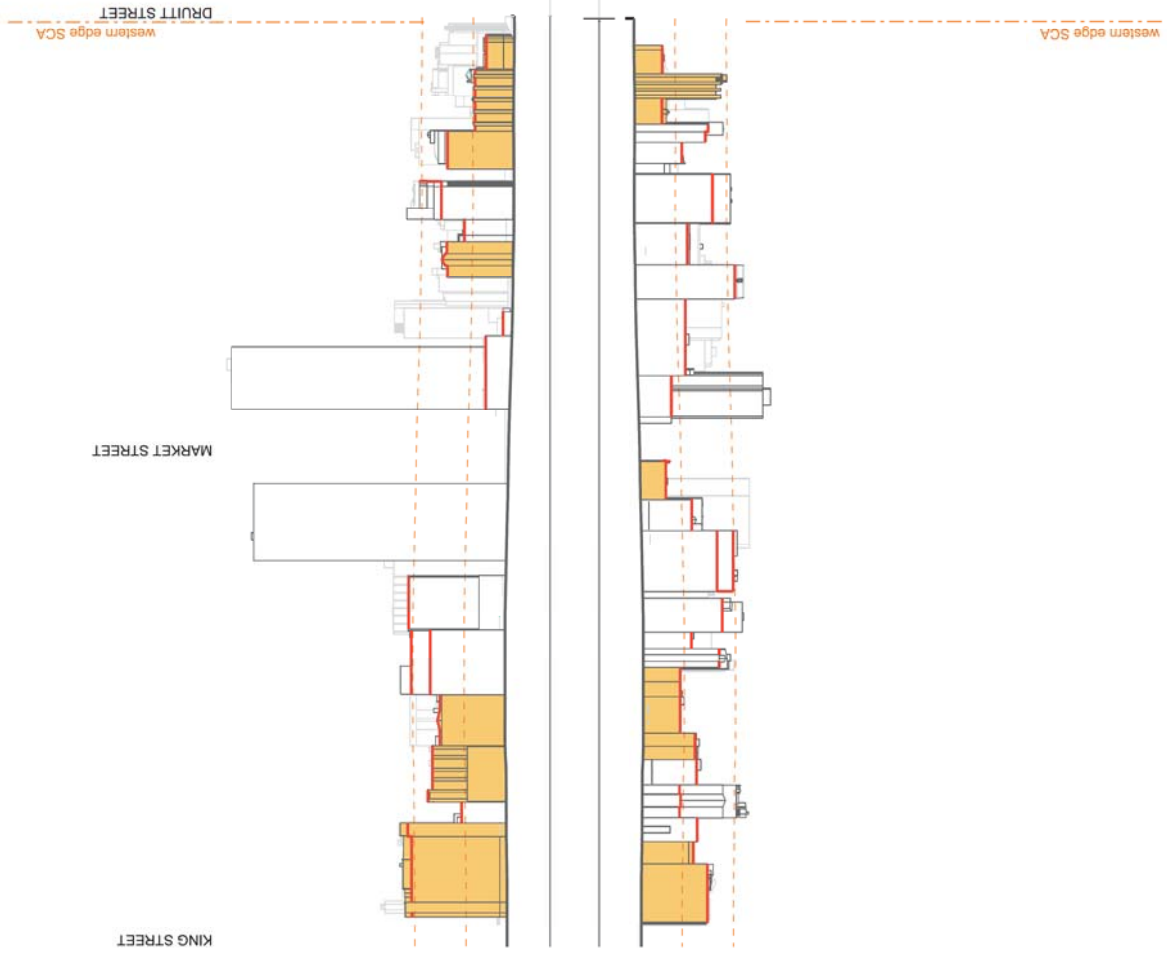 DRUITT STREET
western edge SCA
western edge SCA
MARKET STREET
KING STREET